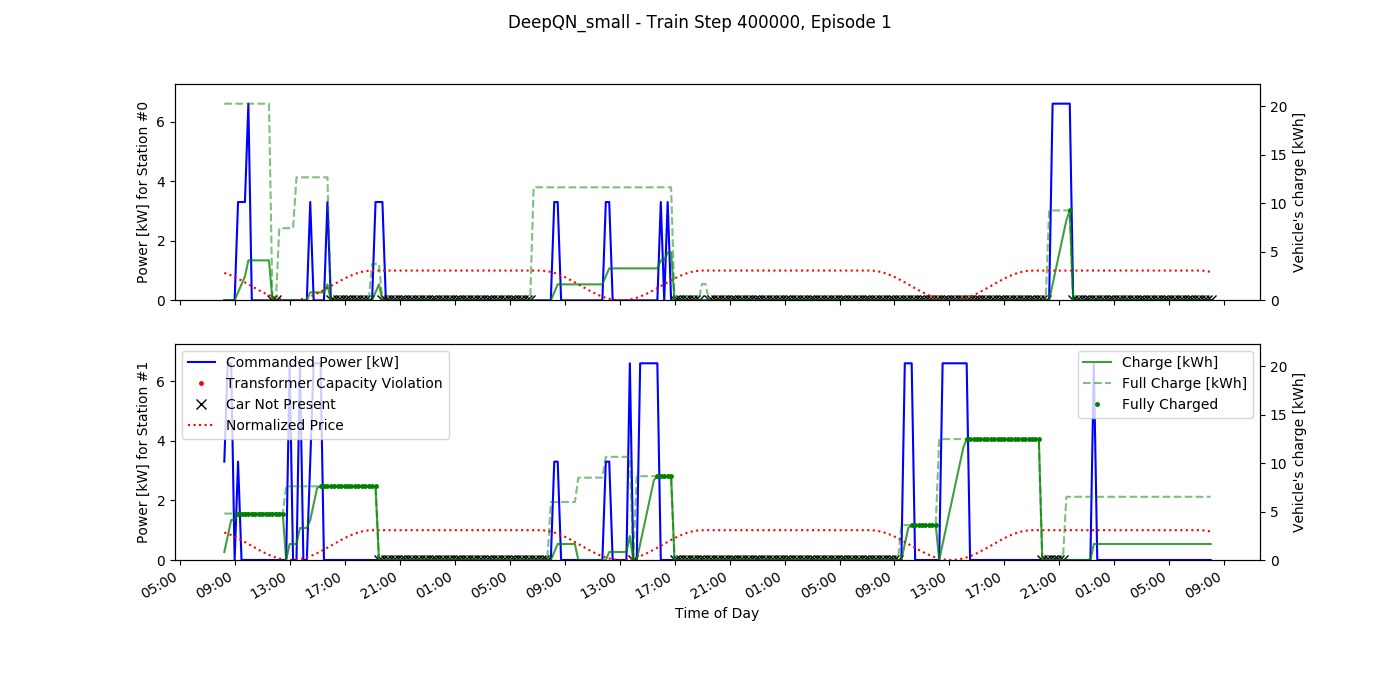 DeepQN_small - Train Step 400000, Episode 1
Power [kW] for Station #0
6
4
2
0
20
15
10
5
0
Vehicle's charge [kWh]
Power [kW] for Station #1
6
4
2
0
Commanded Power [kW]
Transformer Capacity Violation
Car Not Present
Normalized Price
Charge [kWh]
Full Charge [kWh]
Fully Charged
20
15
10
5
0
Vehicle's charge [kWh]
05:00 09:00 13:00 17:00 21:00 01:00 05:00 09:00 13:00 17:00 21:00 01:00 05:00 09:00 13:00 17:00 21:00 01:00 05:00 09:00
Time of Day